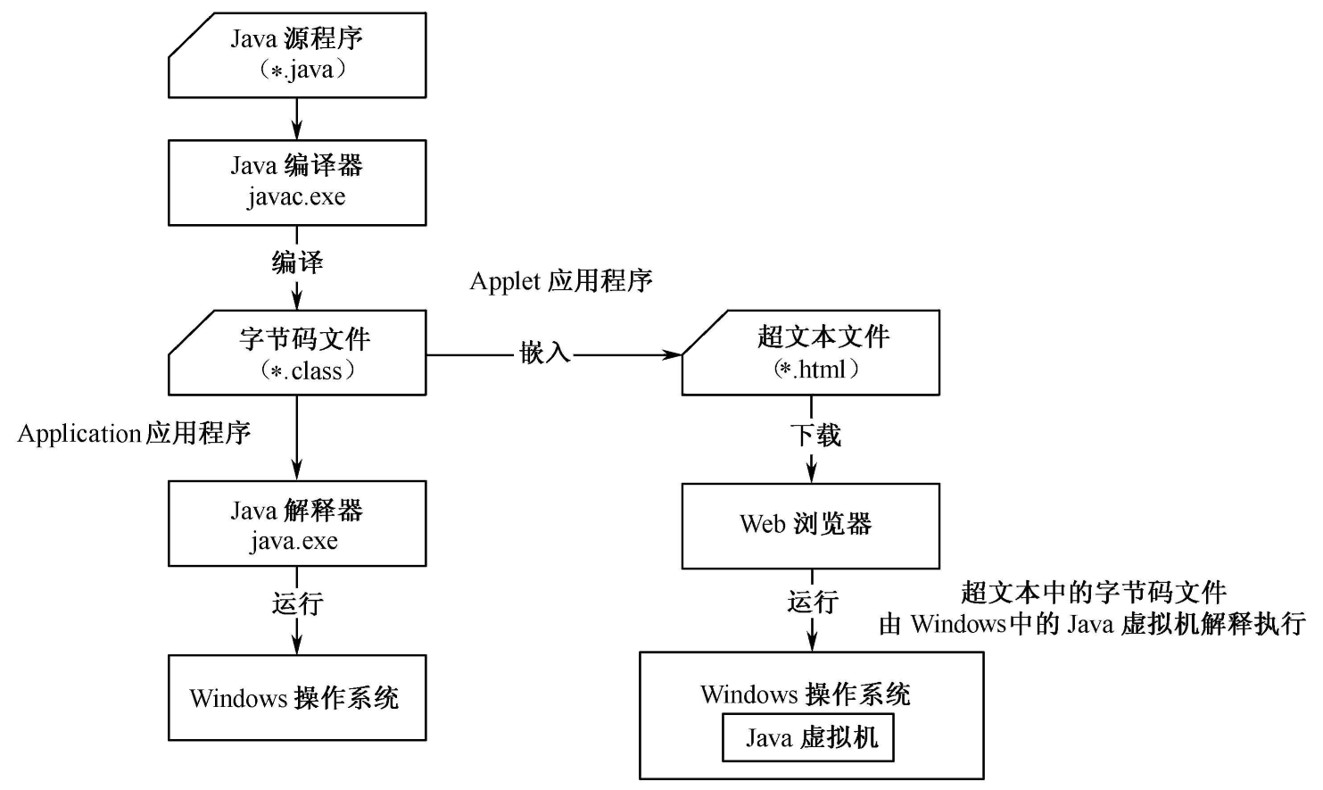 Java 源程序
（*.java）
Java 编译器
javac.exe
编译
Applet 应用程序
字节码文件
（*.class）
嵌入
超文本文件
（*.html）
Application应用程序
下载
Java 解释器
java.exe
Web 浏览器
运行
运行
超文本中的字节码文件
由 Windows中的 Java 虚拟机解释执行
Windows 操作系统
Windows 操作系统
Java 虚拟机